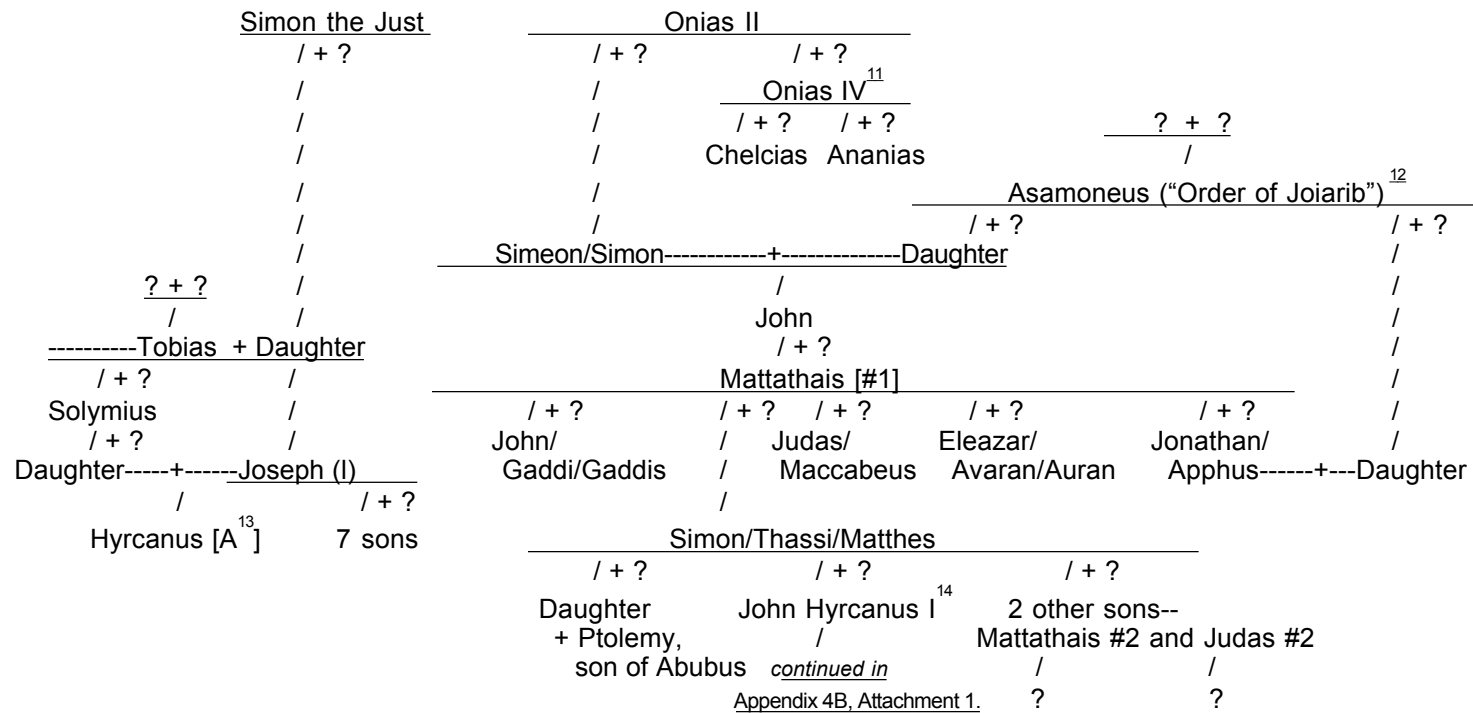 Simon the Just Onias II
/ + ? / + ? / + ?
/ / Onias IV 11
/ / / + ? / + ? ? + ?
/ / Chelcias Ananias /
/ / Asamoneus (“Order of Joiarib”) 12
/ / / + ? / + ?
/ Simeon/Simon------------+--------------Daughter /
? + ? / / /
/ / John /
----------Tobias + Daughter / + ? /
/ + ? / Mattathais [#1] /
Solymius / / + ? / + ? / + ? / + ? / + ? /
/ + ? / John/ / Judas/ Eleazar/ Jonathan/ /
Daughter-----+------Joseph (I) Gaddi/Gaddis / Maccabeus Avaran/Auran Apphus------+---Daughter
/ / + ? /
Hyrcanus [A13] 7 sons Simon/Thassi/Matthes
/ + ? / + ? / + ?
Daughter John Hyrcanus I 14 2 other sons--
+ Ptolemy, / Mattathais #2 and Judas #2
son of Abubus continued in / /
Appendix 4B, Attachment 1. ? ?